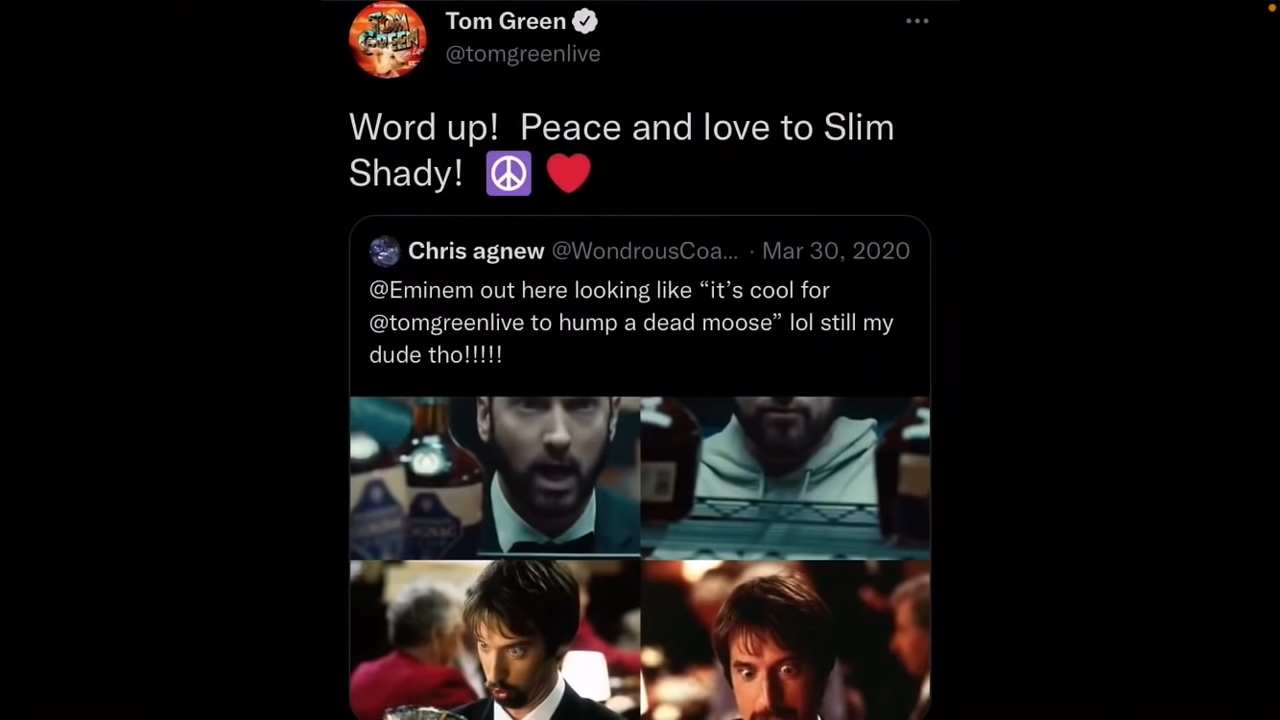 Tom Green
@tomgreenlive
Word up! Peace and love to Slim
Shady! ☮️ ❤️
Chris agnew @WondrousCoa... · Mar 30, 2020
@Eminem out here looking like “it’s cool for
@tomgreenlive to hump a dead moose” lol still my
dude tho!!!!!